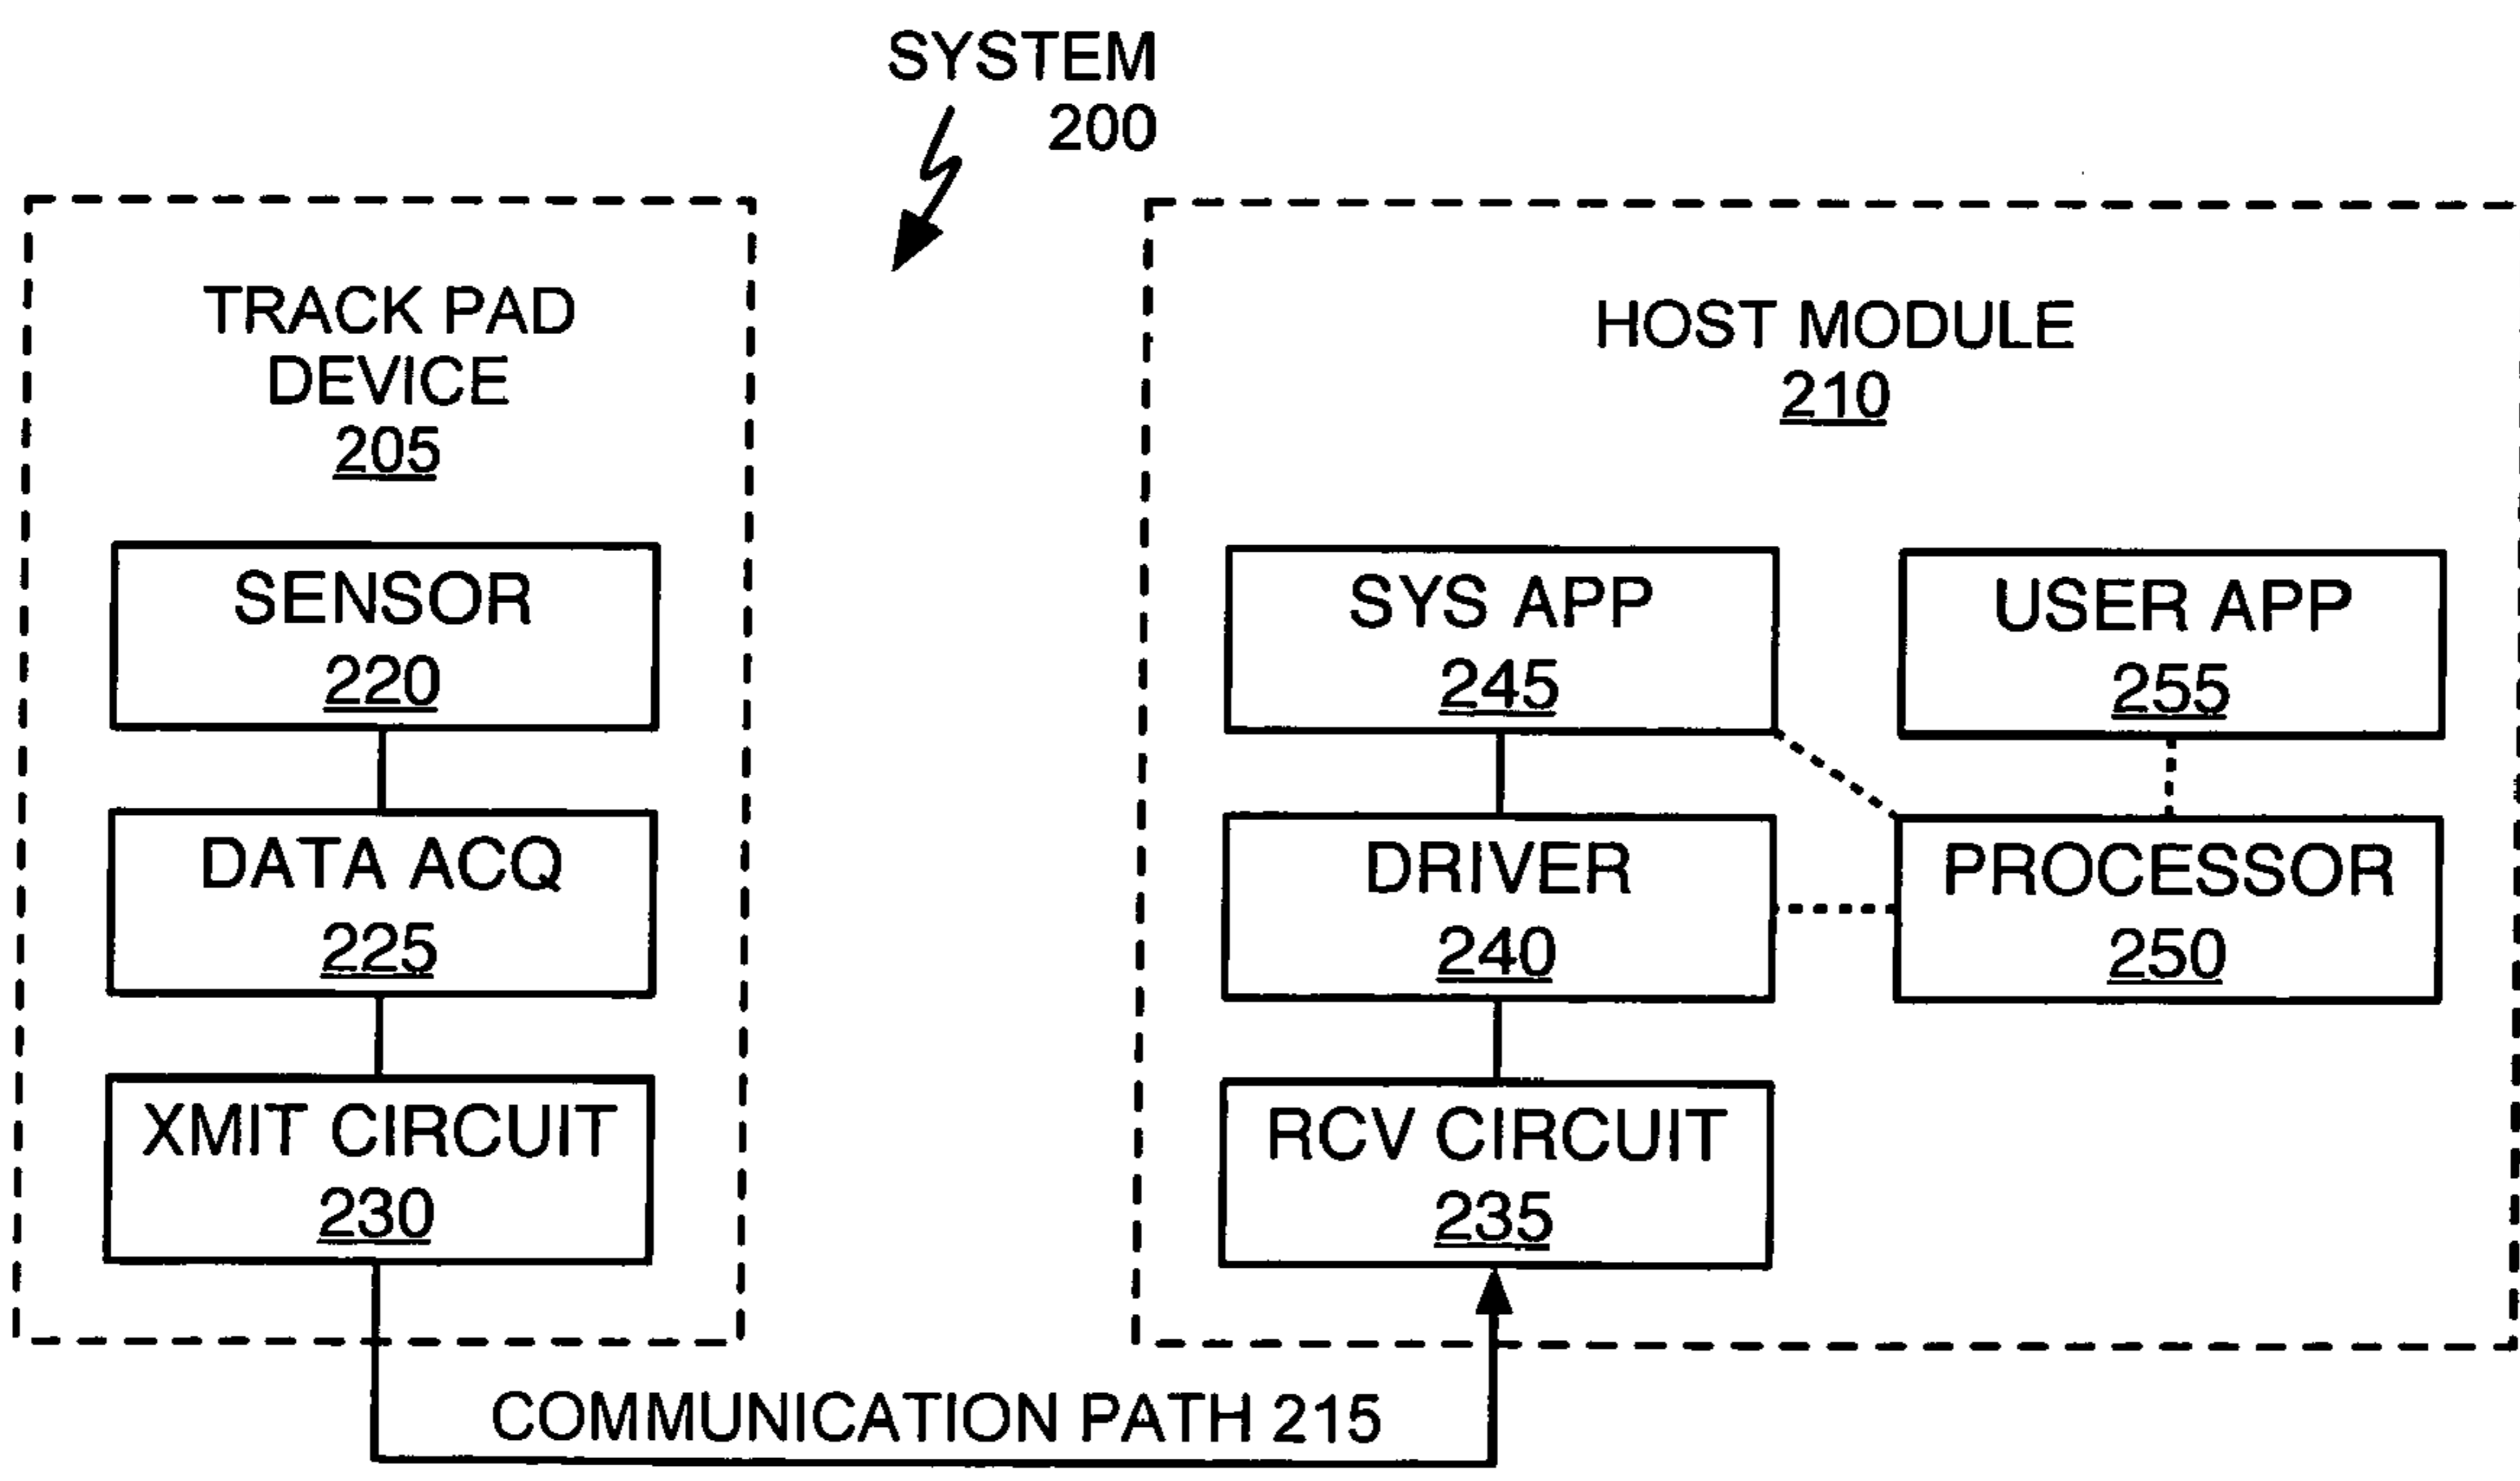 SYSTEM
200
TRACK PAD
DEVICE
205
SENSOR
220
DATA ACQ
225
XMIT CIRCUIT
230
HOST MODULE
210
SYS APP
245
USER APP
255
DRIVER
240
PROCESSOR
250
RCV CIRCUIT
235
COMMUNICATION PATH 215